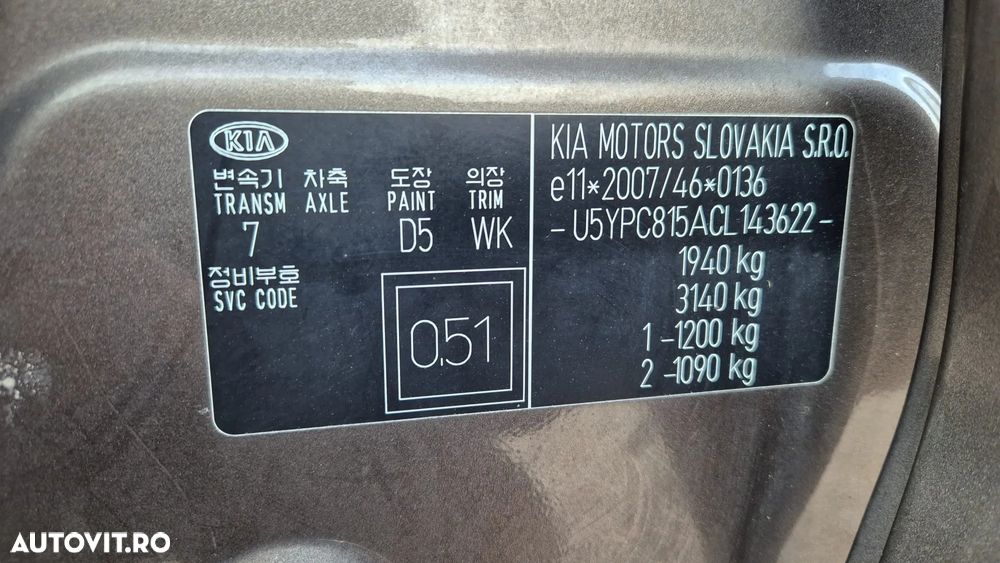 KIA
변속기 차축 도장 의장
TRANSM AXLE PAINT TRIM
7 D5 WK
정비부호
SVC CODE
0,51
KIA MOTORS SLOVAKIA S.R.O.
e11*2007/46*0136
-U5YPC815ACL143622-
1940 kg
3140 kg
1 -1200 kg
2 -1090 kg
AUTOVIT.RO